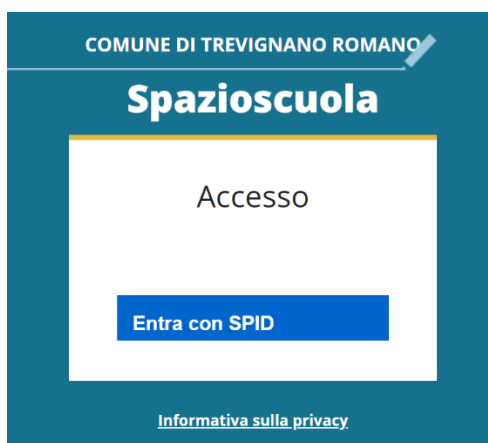 COMUNE DI TREVIGNANO ROMANO
Spazioscuola
Accesso
Entra con SPID
Informativa sulla privacy